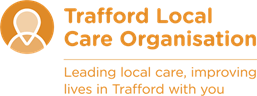 Trafford Local
Care Organisation
Leading local care, improving
lives in Trafford with you